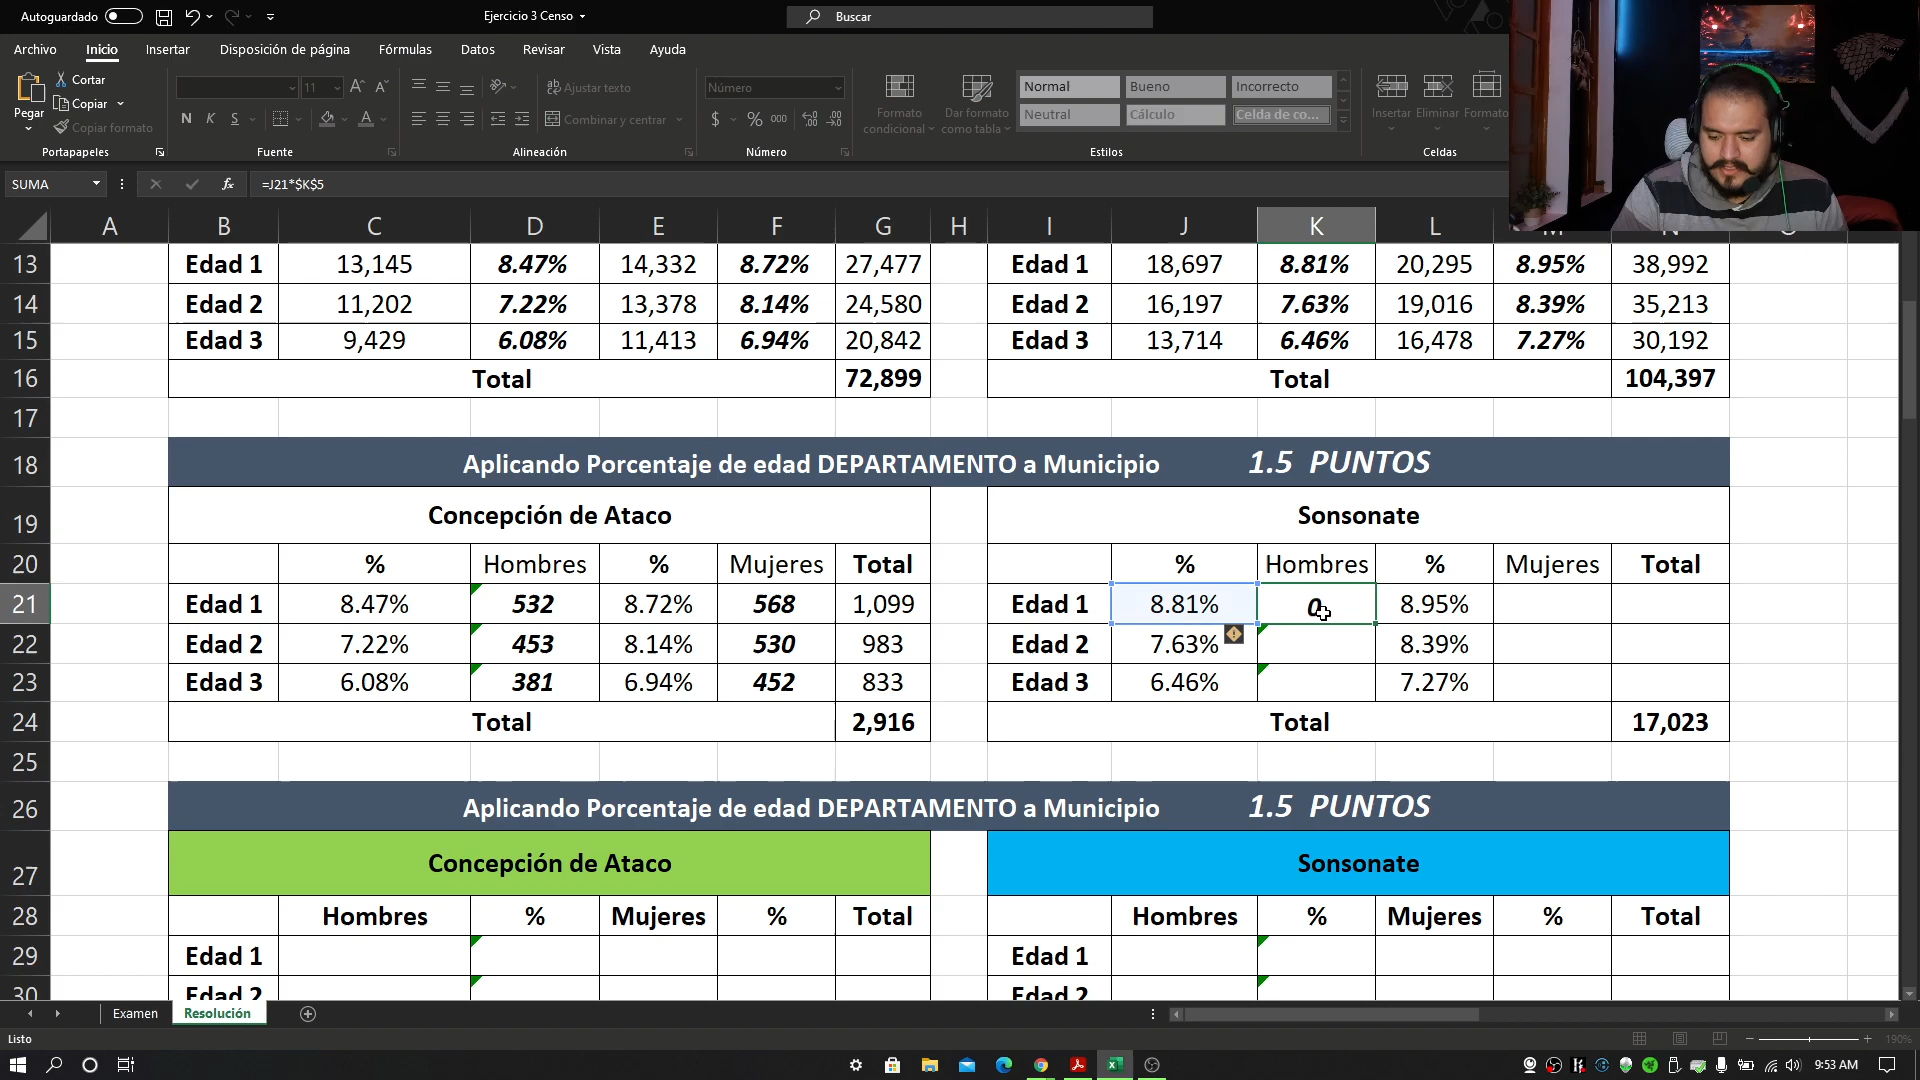 Autoguardado
Ejercicio 3 Censo
Buscar
Archivo Inicio Insertar Disposición de página Fórmulas Datos Revisar Vista Ayuda
Pegar
Cortar
Copiar
Copiar formato
Portapapeles
11
N K S
Fuente
Ajustar texto
Combinar y centrar
Alineación
Número
$ % 000
Número
Formato condicional
Dar formato como tabla
Normal Bueno Incorrecto
Neutral Cálculo Celda de co...
Estilos
Insertar Eliminar Formato
Celdas
SUMA
fx
=J21*$K$5
A B C D E F G H I J K L
13 Edad 1 13,145 8.47% 14,332 8.72% 27,477 Edad 1 18,697 8.81% 20,295 8.95% 38,992
14 Edad 2 11,202 7.22% 13,378 8.14% 24,580 Edad 2 16,197 7.63% 19,016 8.39% 35,213
15 Edad 3 9,429 6.08% 11,413 6.94% 20,842 Edad 3 13,714 6.46% 16,478 7.27% 30,192
16 Total 72,899 Total 104,397
17
18 Aplicando Porcentaje de edad DEPARTAMENTO a Municipio 1.5 PUNTOS
19 Concepción de Ataco Sonsonate
20 % Hombres % Mujeres Total % Hombres % Mujeres Total
21 Edad 1 8.47% 532 8.72% 568 1,099 Edad 1 8.81% 0 8.95%
22 Edad 2 7.22% 453 8.14% 530 983 Edad 2 7.63% 8.39%
23 Edad 3 6.08% 381 6.94% 452 833 Edad 3 6.46% 7.27%
24 Total 2,916 Total 17,023
25
26 Aplicando Porcentaje de edad DEPARTAMENTO a Municipio 1.5 PUNTOS
27 Concepción de Ataco Sonsonate
28 Hombres % Mujeres % Total Hombres % Mujeres % Total
29 Edad 1 Edad 1
30 Edad 2 Edad 2
Examen Resolución
Listo
190%
9:53 AM